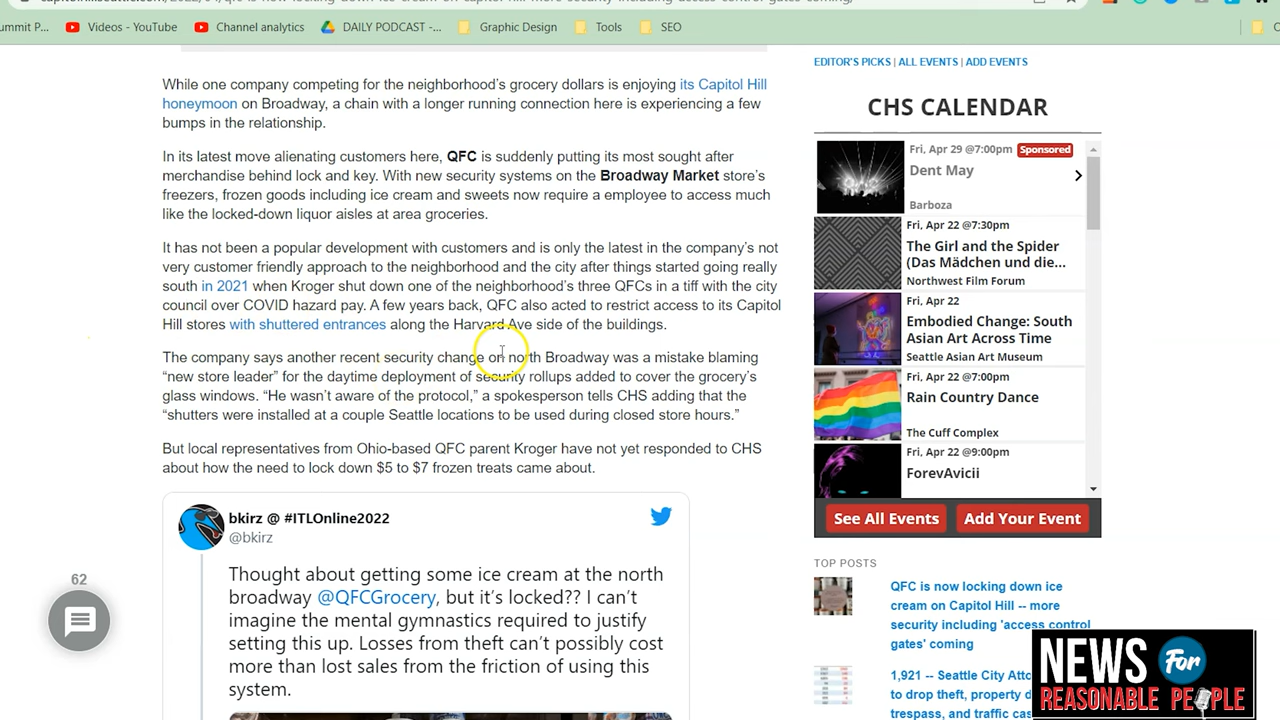 Videos - YouTube
Channel analytics
DAILY PODCAST -...
Graphic Design
Tools
SEO
EDITOR'S PICKS | ALL EVENTS | ADD EVENTS
While one company competing for the neighborhood's grocery dollars is enjoying its Capitol Hill
honeymoon on Broadway, a chain with a longer running connection here is experiencing a few
bumps in the relationship.
In its latest move alienating customers here, QFC is suddenly putting its most sought after
merchandise behind lock and key. With new security systems on the Broadway Market store's
freezers, frozen goods including ice cream and sweets now require a employee to access much
like the locked-down liquor aisles at area groceries.
It has not been a popular development with customers and is only the latest in the company's not
very customer friendly approach to the neighborhood and the city after things started going really
south in 2021 when Kroger shut down one of the neighborhood's three QFCs in a tiff with the city
council over COVID hazard pay. A few years back, QFC also acted to restrict access to its Capitol
Hill stores with shuttered entrances along the Harvard Ave side of the buildings.
The company says another recent security change on north Broadway was a mistake blaming
"new store leader" for the daytime deployment of security rollups added to cover the grocery's
glass windows. "He wasn't aware of the protocol," a spokesperson tells CHS adding that the
"shutters were installed at a couple Seattle locations to be used during closed store hours."
But local representatives from Ohio-based QFC parent Kroger have not yet responded to CHS
about how the need to lock down $5 to $7 frozen treats came about.
bkirz @ #ITLOnline2022
@bkirz
Thought about getting some ice cream at the north
broadway @QFCGrocery, but it's locked?? I can't
imagine the mental gymnastics required to justify
setting this up. Losses from theft can't possibly cost
more than lost sales from the friction of using this
system.
62
CHS CALENDAR
Fri, Apr 29 @7:00pm Sponsored
Dent May
Barboza
Fri, Apr 22 @7:30pm
The Girl and the Spider
(Das Mädchen und die...
Northwest Film Forum
Fri, Apr 22
Embodied Change: South
Asian Art Across Time
Seattle Asian Art Museum
Fri, Apr 22 @7:00pm
Rain Country Dance
The Cuff Complex
Fri, Apr 22 @9:00pm
ForevAvicii
See All Events
Add Your Event
TOP POSTS
QFC is now locking down ice
cream on Capitol Hill -- more
security including 'access control
gates' coming
1,921 -- Seattle City
to drop theft, property
trespass, and traffic
NEWS For
REASONABLE PEOPLE